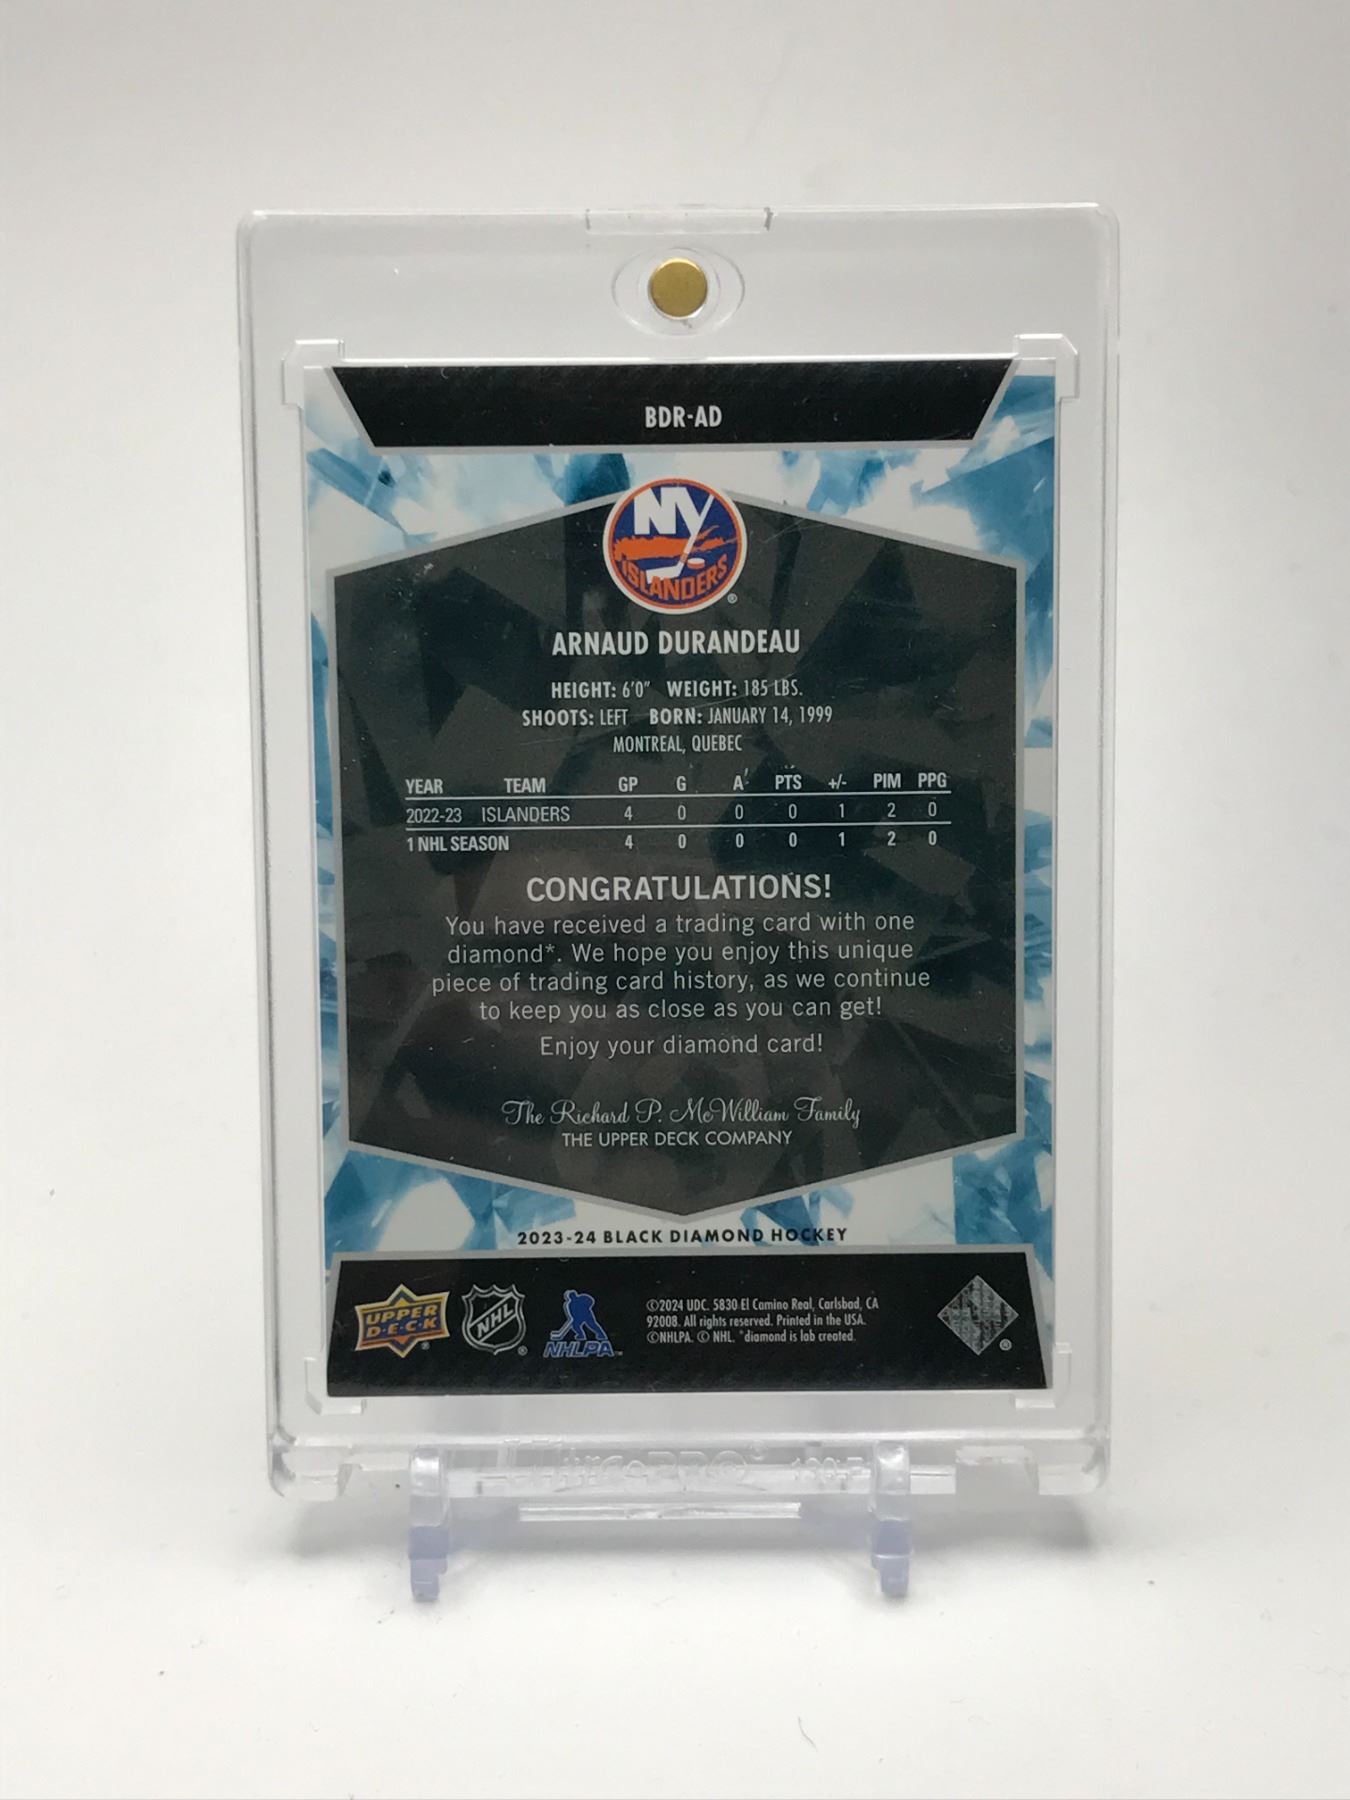 BDR-AD
NY
ISLANDERS
®
ARNAUD DURANDEAU
HEIGHT: 6'0" WEIGHT: 185 LBS.
SHOOTS: LEFT BORN: JANUARY 14, 1999
MONTREAL, QUEBEC
YEAR TEAM GP G A PTS +/- PIM PPG
2022-23 ISLANDERS 4 0 0 0 1 2 0
1 NHL SEASON 4 0 0 0 1 2 0
CONGRATULATIONS!
You have received a trading card with one
diamond*. We hope you enjoy this unique
piece of trading card history, as we continue
to keep you as close as you can get!
Enjoy your diamond card!
The Richard P. McWilliam Family
THE UPPER DECK COMPANY
2023-24 BLACK DIAMOND HOCKEY
UPPER
D·E·C·K
NHL
NHLPA
©2024 UDC. 5830 El Camino Real, Carlsbad, CA
92008. All rights reserved. Printed in the USA.
©NHLPA. © NHL. *diamond is lab created.